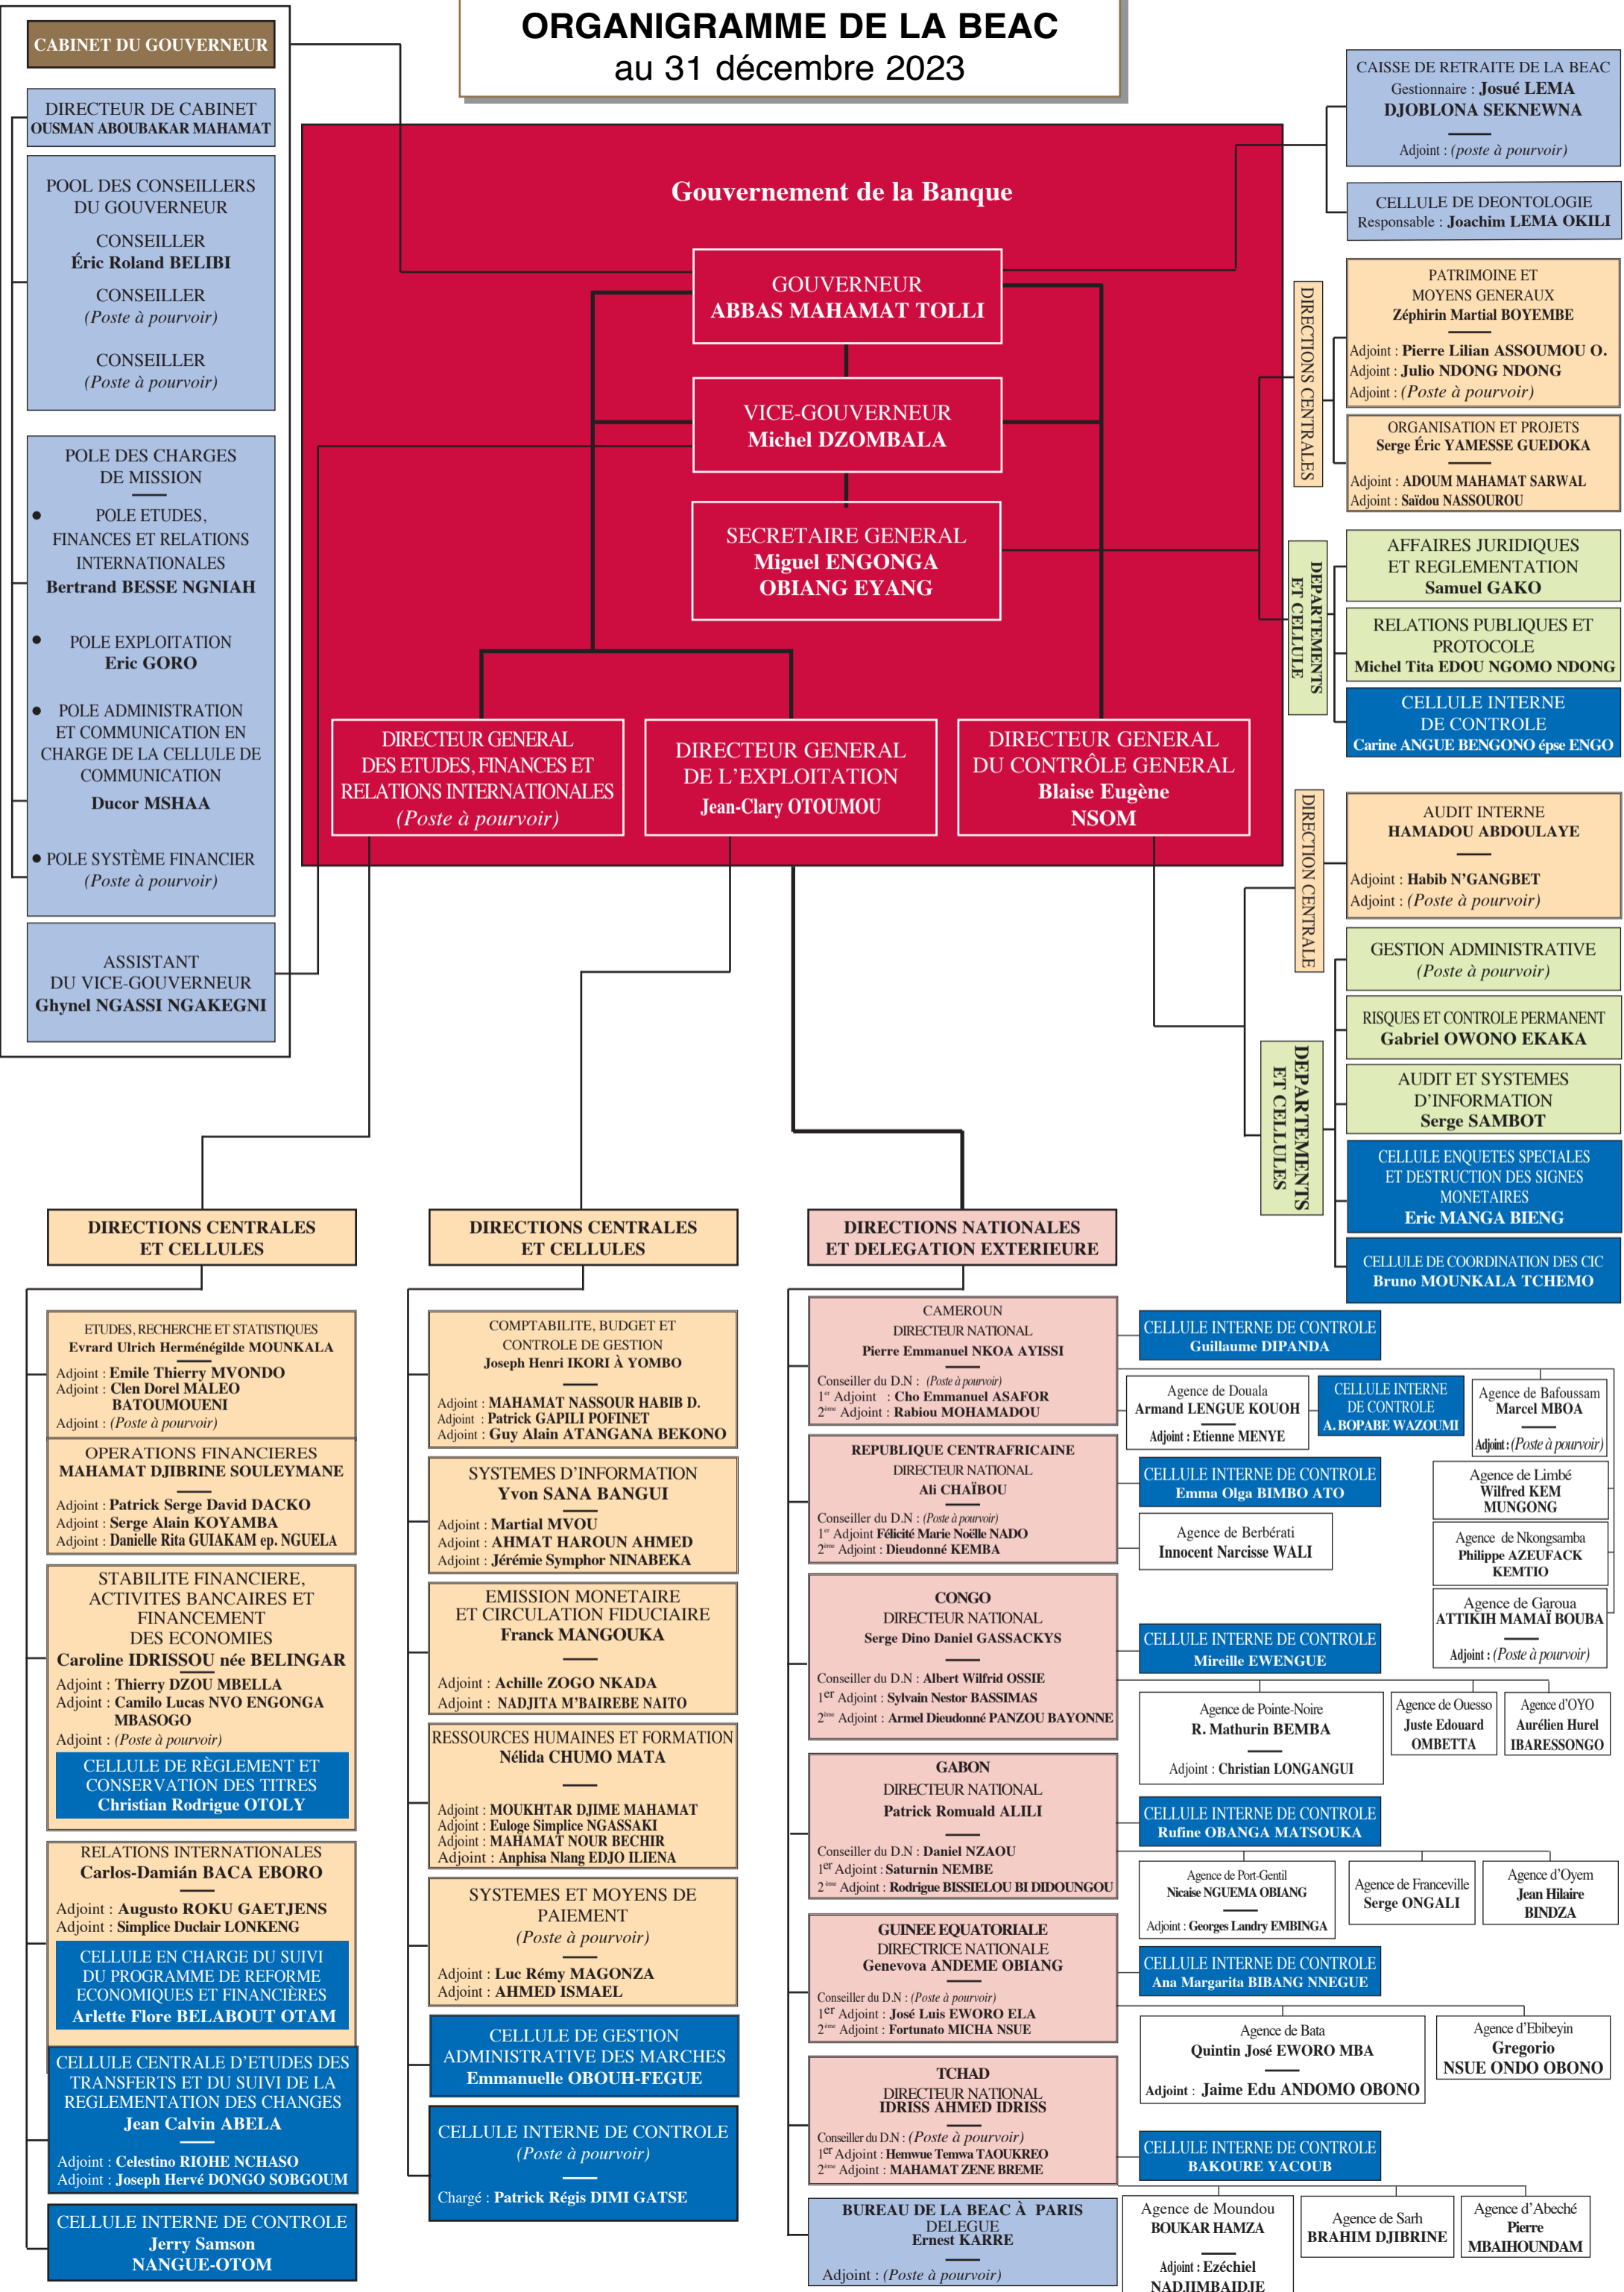 ORGANIGRAMME DE LA BEAC
au 31 décembre 2023
CABINET DU GOUVERNEUR
DIRECTEUR DE CABINET
OUSMAN ABOUBAKAR MAHAMAT
POOL DES CONSEILLERS
DU GOUVERNEUR
CONSEILLER
Éric Roland BELIBI
CONSEILLER
(Poste à pourvoir)
CONSEILLER
(Poste à pourvoir)
POLE DES CHARGES
DE MISSION
• POLE ETUDES,
FINANCES ET RELATIONS
INTERNATIONALES
Bertrand BESSE NGNIAH
• POLE EXPLOITATION
Eric GORO
• POLE ADMINISTRATION
ET COMMUNICATION EN
CHARGE DE LA CELLULE DE
COMMUNICATION
Ducor MSHAA
• POLE SYSTÈME FINANCIER
(Poste à pourvoir)
ASSISTANT
DU VICE-GOUVERNEUR
Ghynel NGASSI NGAKEGNI
Gouvernement de la Banque
GOUVERNEUR
ABBAS MAHAMAT TOLLI
VICE-GOUVERNEUR
Michel DZOMBALA
SECRETAIRE GENERAL
Miguel ENGONGA
OBIANG EYANG
DIRECTEUR GENERAL
DES ETUDES, FINANCES ET
RELATIONS INTERNATIONALES
(Poste à pourvoir)
DIRECTEUR GENERAL
DE L'EXPLOITATION
Jean-Clary OTOUMOU
DIRECTEUR GENERAL
DU CONTRÔLE GENERAL
Blaise Eugène
NSOM
CAISSE DE RETRAITE DE LA BEAC
Gestionnaire : Josué LEMA
DJOBLONA SEKNEWNA
Adjoint : (poste à pourvoir)
CELLULE DE DEONTOLOGIE
Responsable : Joachim LEMA OKILI
DIRECTIONS CENTRALES
PATRIMOINE ET
MOYENS GENERAUX
Zéphirin Martial BOYEMBE
Adjoint : Pierre Lilian ASSOUMOU O.
Adjoint : Julio NDONG NDONG
Adjoint : (Poste à pourvoir)
ORGANISATION ET PROJETS
Serge Éric YAMESSE GUEDOKA
Adjoint : ADOUM MAHAMAT SARWAL
Adjoint : Saïdou NASSOUROU
DEPARTEMENTS
ET CELLULE
AFFAIRES JURIDIQUES
ET REGLEMENTATION
Samuel GAKO
RELATIONS PUBLIQUES ET
PROTOCOLE
Michel Tita EDOU NGOMO NDONG
CELLULE INTERNE
DE CONTROLE
Carine ANGUE BENGONO épse ENGO
DIRECTION CENTRALE
AUDIT INTERNE
HAMADOU ABDOULAYE
Adjoint : Habib N'GANGBET
Adjoint : (Poste à pourvoir)
DEPARTEMENTS
ET CELLULES
GESTION ADMINISTRATIVE
(Poste à pourvoir)
RISQUES ET CONTROLE PERMANENT
Gabriel OWONO EKAKA
AUDIT ET SYSTEMES
D'INFORMATION
Serge SAMBOT
CELLULE ENQUETES SPECIALES
ET DESTRUCTION DES SIGNES
MONETAIRES
Eric MANGA BIENG
CELLULE DE COORDINATION DES CIC
Bruno MOUNKALA TCHEMO
DIRECTIONS CENTRALES
ET CELLULES
ETUDES, RECHERCHE ET STATISTIQUES
Evrard Ulrich Herménégilde MOUNKALA
Adjoint : Emile Thierry MVONDO
Adjoint : Clen Dorel MALEO
BATOUMOUENI
Adjoint : (Poste à pourvoir)
OPERATIONS FINANCIERES
MAHAMAT DJIBRINE SOULEYMANE
Adjoint : Patrick Serge David DACKO
Adjoint : Serge Alain KOYAMBA
Adjoint : Danielle Rita GUIAKAM ep. NGUELA
STABILITE FINANCIERE,
ACTIVITES BANCAIRES ET
FINANCEMENT
DES ECONOMIES
Caroline IDRISSOU née BELINGAR
Adjoint : Thierry DZOU MBELLA
Adjoint : Camilo Lucas NVO ENGONGA
MBASOGO
Adjoint : (Poste à pourvoir)
CELLULE DE RÈGLEMENT ET
CONSERVATION DES TITRES
Christian Rodrigue OTOLY
RELATIONS INTERNATIONALES
Carlos-Damián BACA EBORO
Adjoint : Augusto ROKU GAETJENS
Adjoint : Simplice Duclair LONKENG
CELLULE EN CHARGE DU SUIVI
DU PROGRAMME DE REFORME
ECONOMIQUES ET FINANCIÈRES
Arlette Flore BELABOUT OTAM
CELLULE CENTRALE D'ETUDES DES
TRANSFERTS ET DU SUIVI DE LA
REGLEMENTATION DES CHANGES
Jean Calvin ABELA
Adjoint : Celestino RIOHE NCHASO
Adjoint : Joseph Hervé DONGO SOBGOUM
CELLULE INTERNE DE CONTROLE
Jerry Samson
NANGUE-OTOM
DIRECTIONS CENTRALES
ET CELLULES
COMPTABILITE, BUDGET ET
CONTROLE DE GESTION
Joseph Henri IKORI À YOMBO
Adjoint : MAHAMAT NASSOUR HABIB D.
Adjoint : Patrick GAPILI POFINET
Adjoint : Guy Alain ATANGANA BEKONO
SYSTEMES D'INFORMATION
Yvon SANA BANGUI
Adjoint : Martial MVOU
Adjoint : AHMAT HAROUN AHMED
Adjoint : Jérémie Symphor NINABEKA
EMISSION MONETAIRE
ET CIRCULATION FIDUCIAIRE
Franck MANGOUKA
Adjoint : Achille ZOGO NKADA
Adjoint : NADJITA M'BAIREBE NAITO
RESSOURCES HUMAINES ET FORMATION
Nélida CHUMO MATA
Adjoint : MOUKHTAR DJIME MAHAMAT
Adjoint : Euloge Simplice NGASSAKI
Adjoint : MAHAMAT NOUR BECHIR
Adjoint : Anphisa Nlang EDJO ILIENA
SYSTEMES ET MOYENS DE
PAIEMENT
(Poste à pourvoir)
Adjoint : Luc Rémy MAGONZA
Adjoint : AHMED ISMAEL
CELLULE DE GESTION
ADMINISTRATIVE DES MARCHES
Emmanuelle OBOUH-FEGUE
CELLULE INTERNE DE CONTROLE
(Poste à pourvoir)
Chargé : Patrick Régis DIMI GATSE
DIRECTIONS NATIONALES
ET DELEGATION EXTERIEURE
CAMEROUN
DIRECTEUR NATIONAL
Pierre Emmanuel NKOA AYISSI
Conseiller du D.N : (Poste à pourvoir)
1er Adjoint : Cho Emmanuel ASAFOR
2ème Adjoint : Rabiou MOHAMADOU
CELLULE INTERNE DE CONTROLE
Guillaume DIPANDA
Agence de Douala
Armand LENGUE KOUOH
Adjoint : Etienne MENYE
CELLULE INTERNE
DE CONTROLE
A. BOPABE WAZOUMI
Agence de Bafoussam
Marcel MBOA
Adjoint : (Poste à pourvoir)
Agence de Limbé
Wilfred KEM
MUNGONG
Agence de Nkongsamba
Philippe AZEUFACK
KEMTIO
Agence de Garoua
ATTIKIH MAMAÏ BOUBA
Adjoint : (Poste à pourvoir)
REPUBLIQUE CENTRAFRICAINE
DIRECTEUR NATIONAL
Ali CHAÏBOU
Conseiller du D.N : (Poste à pourvoir)
1er Adjoint Félicité Marie Noëlle NADO
2ème Adjoint : Dieudonné KEMBA
CELLULE INTERNE DE CONTROLE
Emma Olga BIMBO ATO
Agence de Berbérati
Innocent Narcisse WALI
CONGO
DIRECTEUR NATIONAL
Serge Dino Daniel GASSACKYS
Conseiller du D.N : Albert Wilfrid OSSIE
1er Adjoint : Sylvain Nestor BASSIMAS
2ème Adjoint : Armel Dieudonné PANZOU BAYONNE
CELLULE INTERNE DE CONTROLE
Mireille EWENGUE
Agence de Pointe-Noire
R. Mathurin BEMBA
Adjoint : Christian LONGANGUI
Agence de Ouesso
Juste Edouard
OMBETTA
Agence d'OYO
Aurélien Hurel
IBARESSONGO
GABON
DIRECTEUR NATIONAL
Patrick Romuald ALILI
Conseiller du D.N : Daniel NZAOU
1er Adjoint : Saturnin NEMBE
2ème Adjoint : Rodrigue BISSIELOU BI DIDOUNGOU
CELLULE INTERNE DE CONTROLE
Rufine OBANGA MATSOUKA
Agence de Port-Gentil
Nicaise NGUEMA OBIANG
Adjoint : Georges Landry EMBINGA
Agence de Franceville
Serge ONGALI
Agence d'Oyem
Jean Hilaire
BINDZA
GUINEE EQUATORIALE
DIRECTRICE NATIONALE
Genevova ANDEME OBIANG
Conseiller du D.N : (Poste à pourvoir)
1er Adjoint : José Luis EWORO ELA
2ème Adjoint : Fortunato MICHA NSUE
CELLULE INTERNE DE CONTROLE
Ana Margarita BIBANG NNEGUE
Agence de Bata
Quintin José EWORO MBA
Adjoint : Jaime Edu ANDOMO OBONO
Agence d'Ebibeyin
Gregorio
NSUE ONDO OBONO
TCHAD
DIRECTEUR NATIONAL
IDRISS AHMED IDRISS
Conseiller du D.N : (Poste à pourvoir)
1er Adjoint : Hemwue Temwa TAOUKREO
2ème Adjoint : MAHAMAT ZENE BREME
CELLULE INTERNE DE CONTROLE
BAKOURE YACOUB
Agence de Moundou
BOUKAR HAMZA
Adjoint : Ezéchiel
NADJIMBAIDJE
Agence de Sarh
BRAHIM DJIBRINE
Agence d'Abeché
Pierre
MBAIHOUNDAM
BUREAU DE LA BEAC À PARIS
DELEGUE
Ernest KARRE
Adjoint : (Poste à pourvoir)